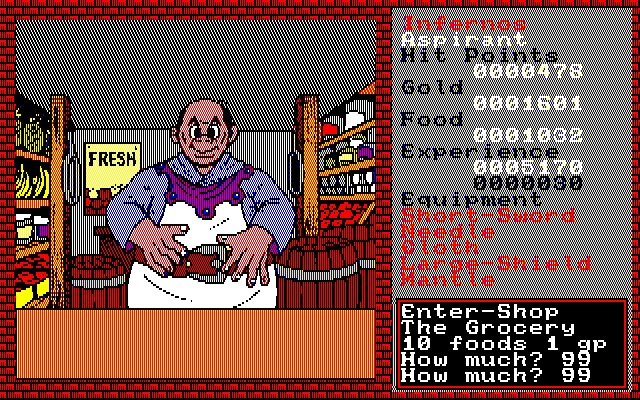 FRESH
Infernos
Aspirant
Hit Points
0000478
Gold
0001601
Food
0001032
Experience
0005170
0000030
Equipment
Short-Sword
Needle
Cloth
Large-Shield
Mantle
Enter-Shop
The Grocery
10 foods 1 gp
How much? 99
How much? 99